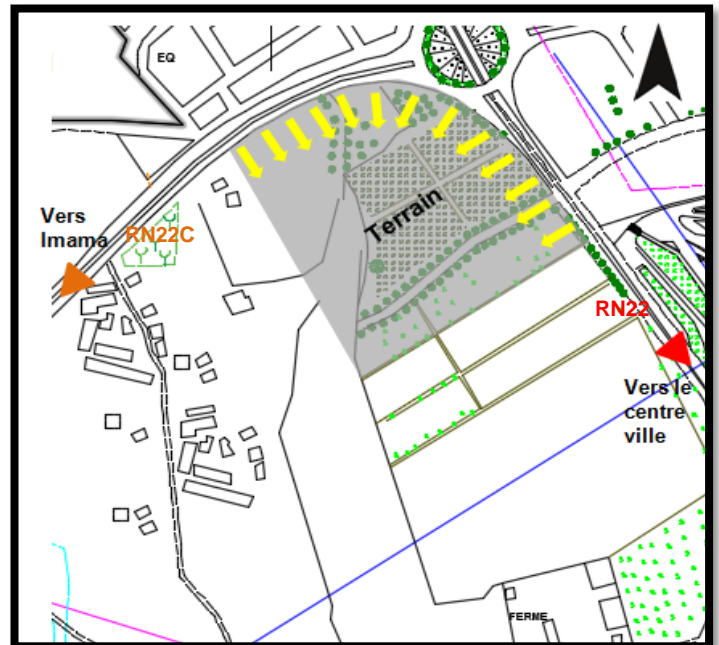 EQ
Vers
Imama
RN22C
Terrain
RN22
Vers le
centre
ville
FERME